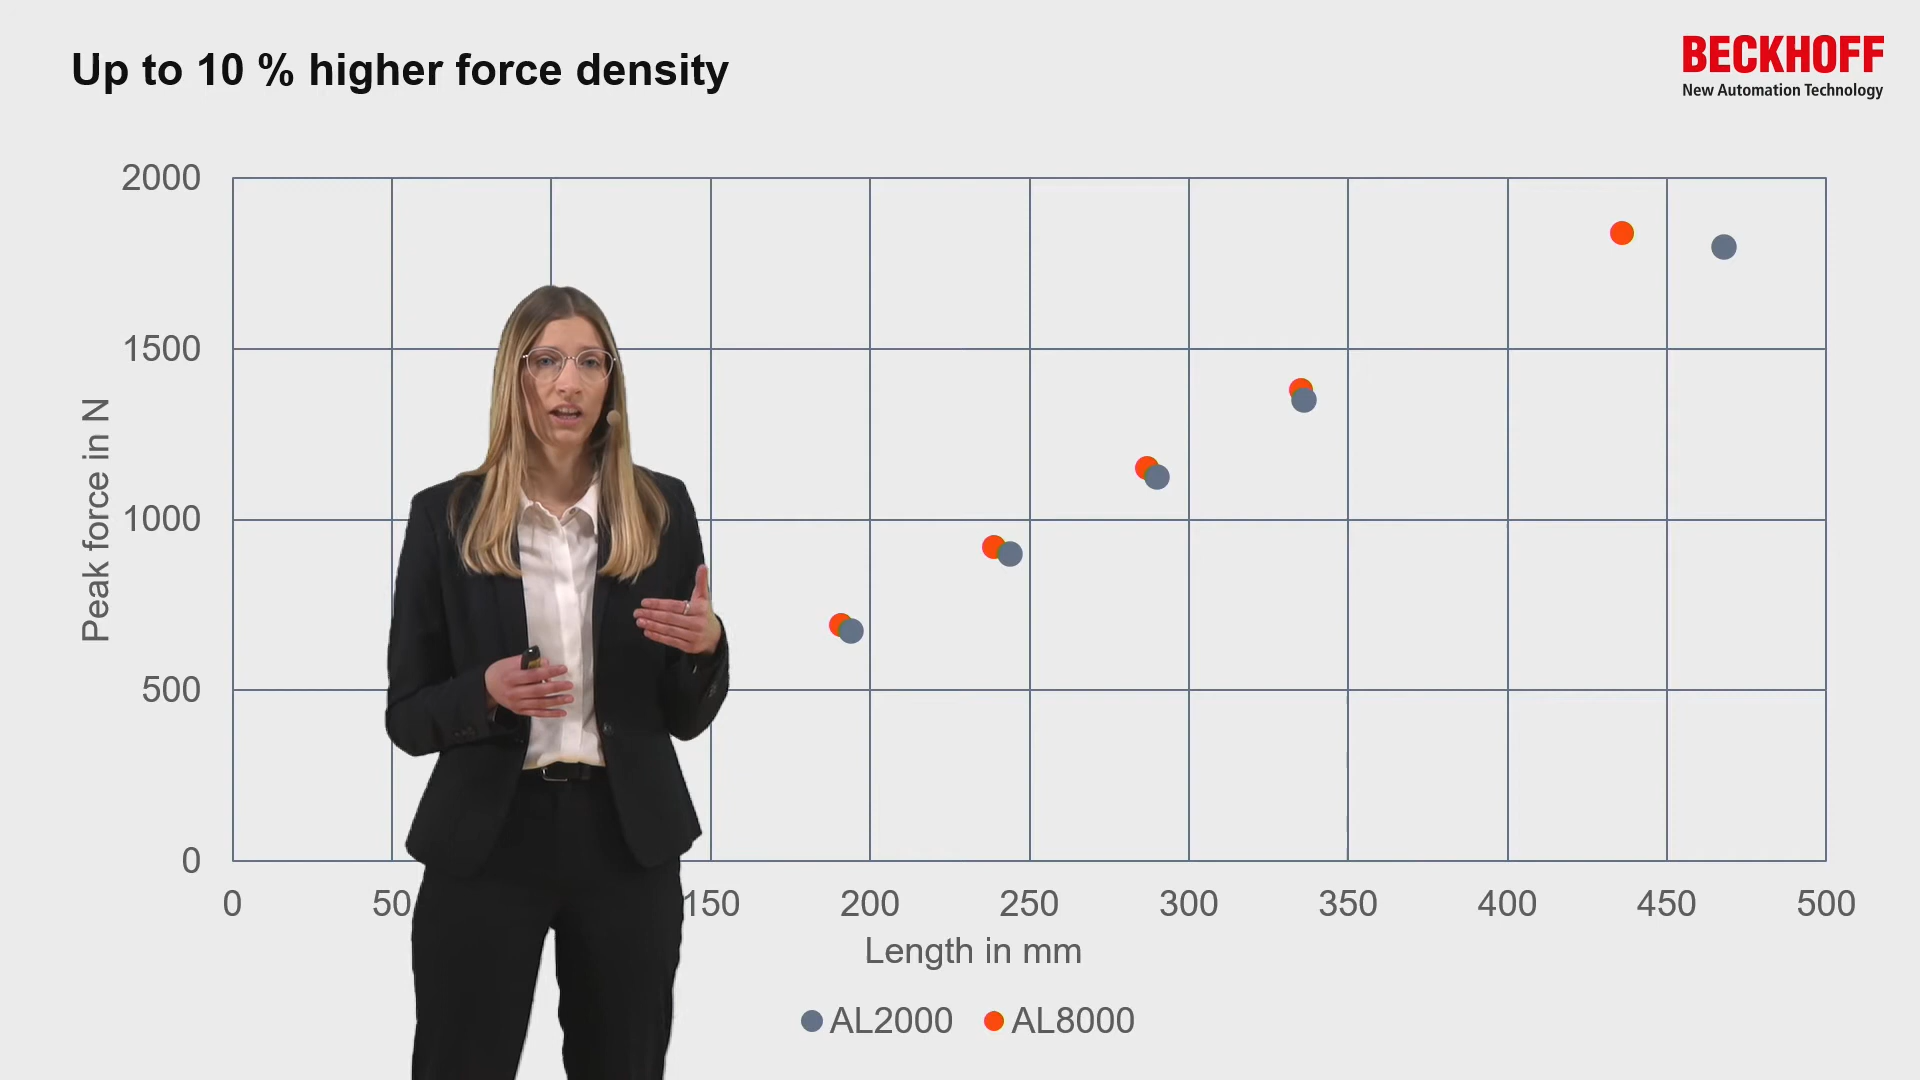 Up to 10 % higher force density
BECKHOFF
New Automation Technology
2000
1500
1000
500
0
Peak force in N
0 50 150 200 250 300 350 400 450 500
Length in mm
AL2000 AL8000